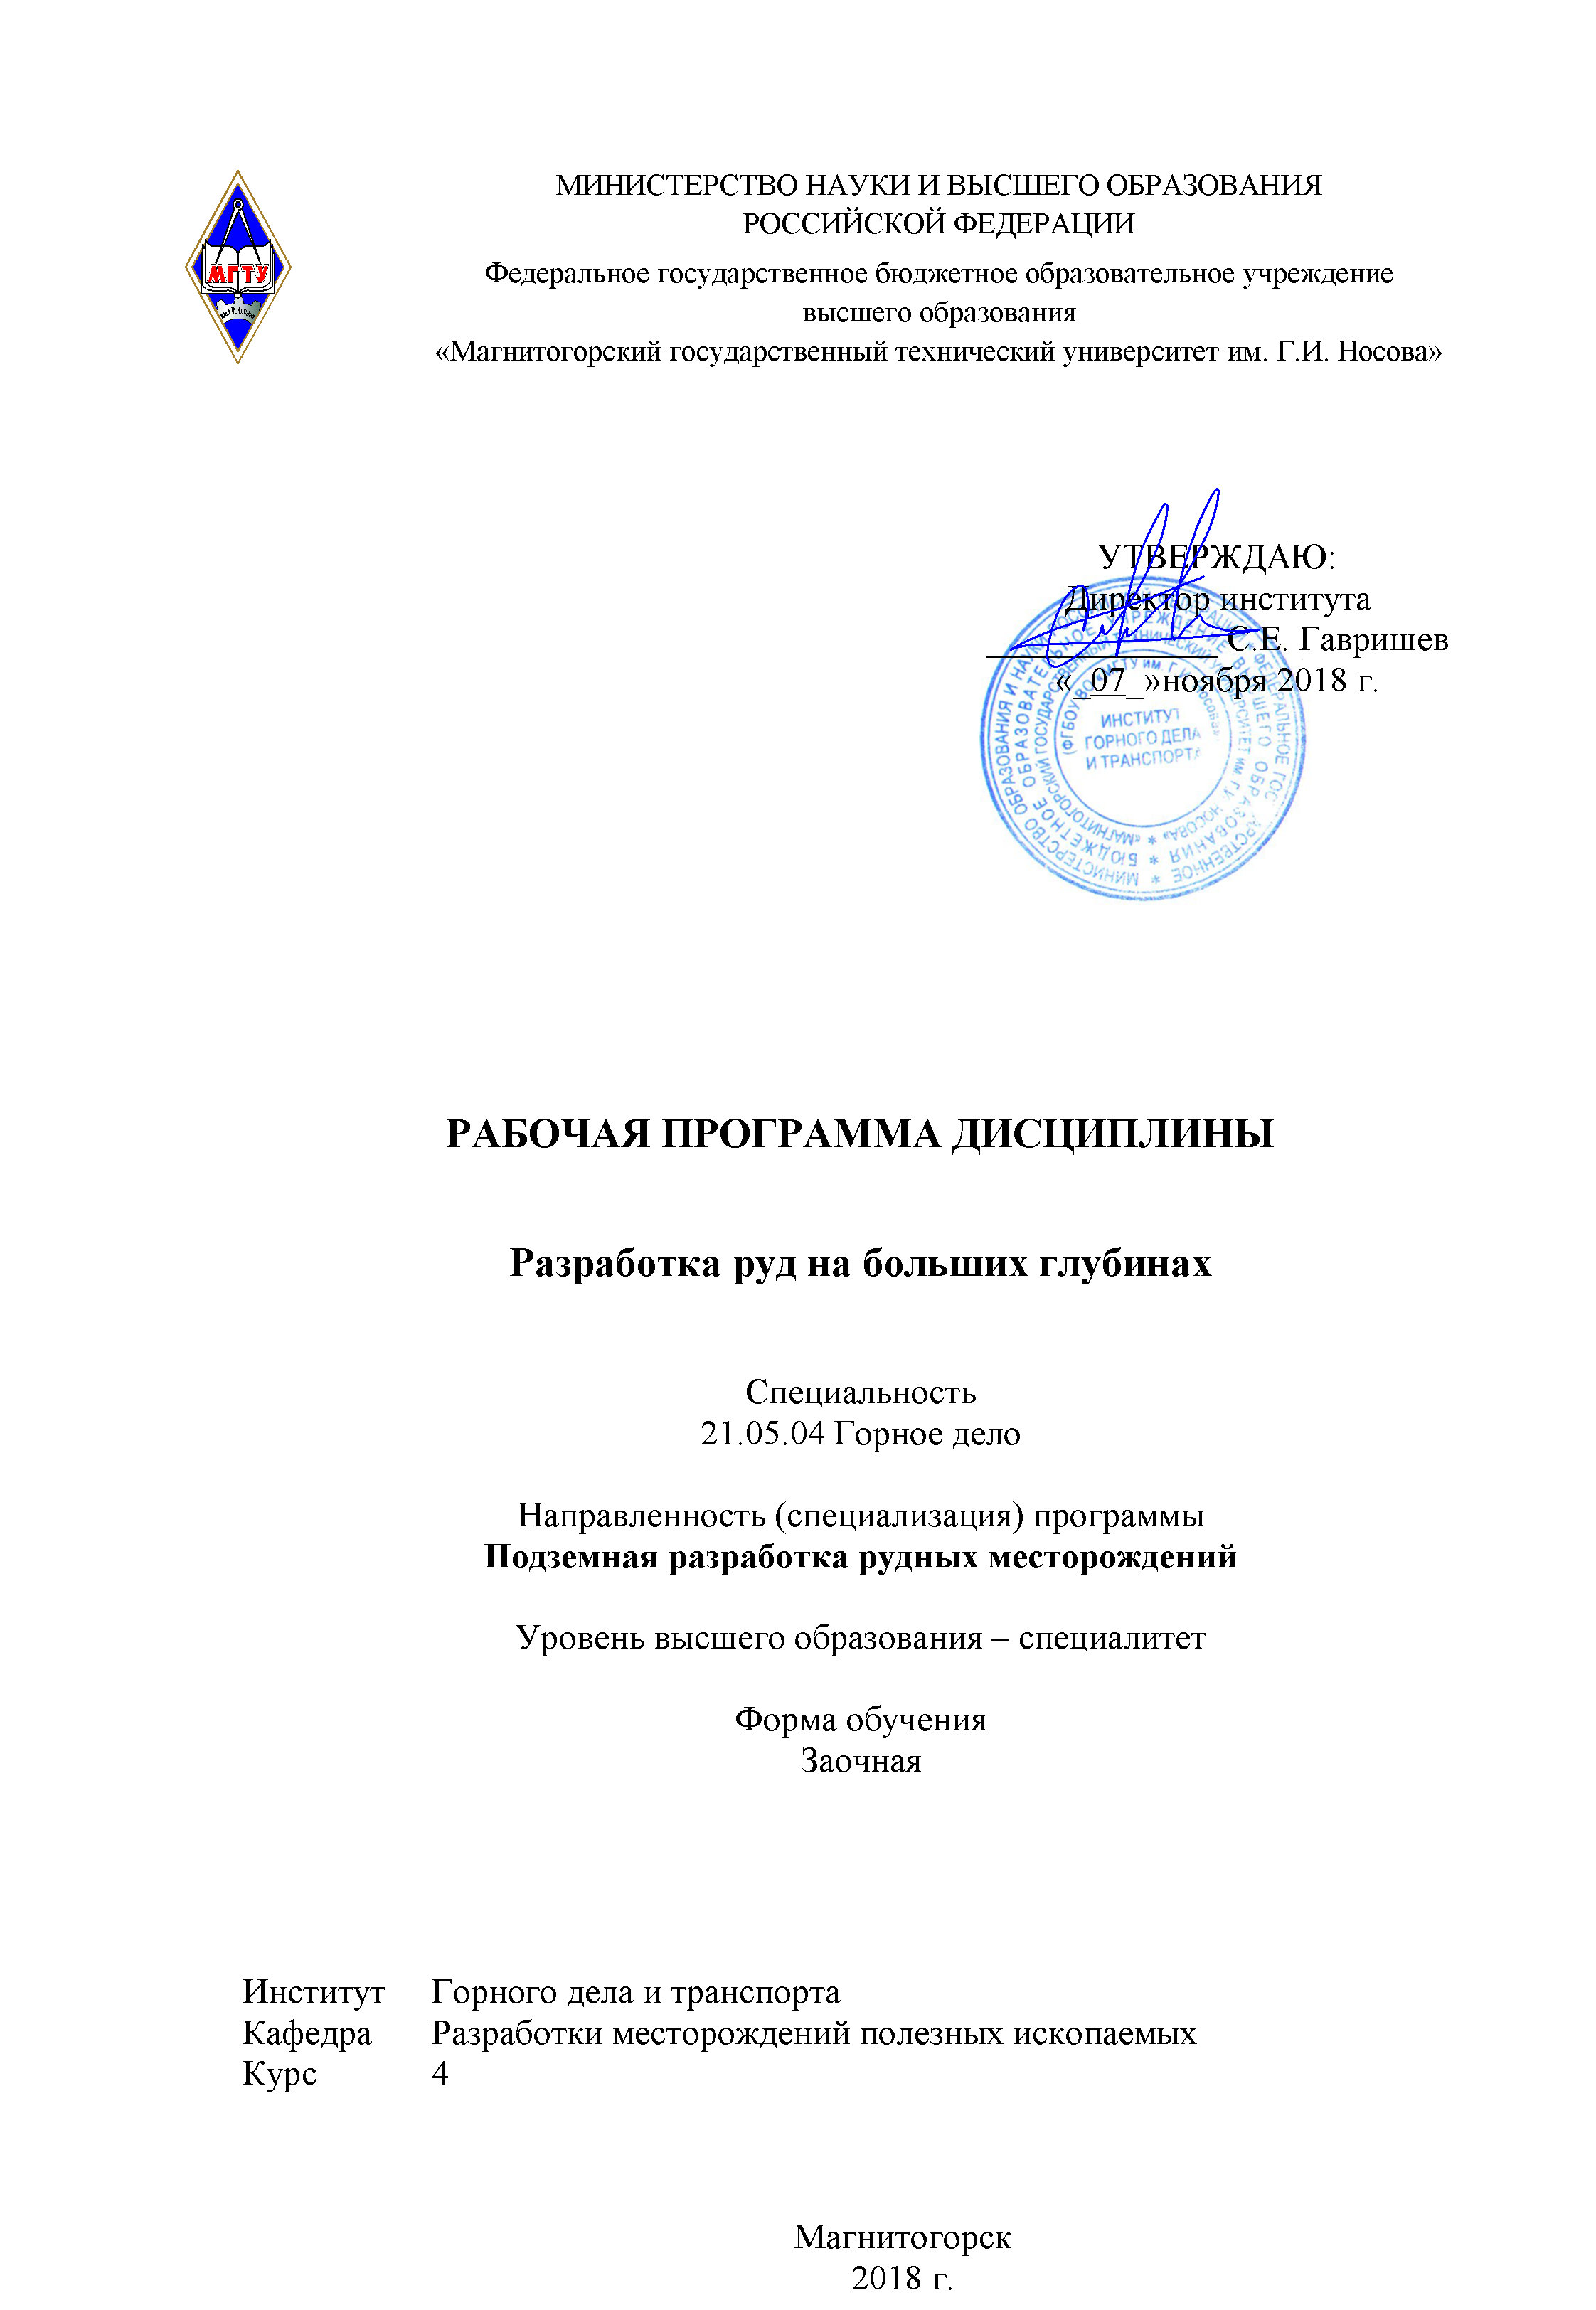 МИНИСТЕРСТВО НАУКИ И ВЫСШЕГО ОБРАЗОВАНИЯ
РОССИЙСКОЙ ФЕДЕРАЦИИ
Федеральное государственное бюджетное образовательное учреждение
высшего образования
«Магнитогорский государственный технический университет им. Г.И. Носова»
МГТУ
УТВЕРЖДАЮ:
Директор института
С.Е. Гавришев
«_07_»ноября 2018 г.
ИНСТИТУТ
ГОРНОГО ДЕЛА
И ТРАНСПОРТА
РАБОЧАЯ ПРОГРАММА ДИСЦИПЛИНЫ
Разработка руд на больших глубинах
Специальность
21.05.04 Горное дело
Направленность (специализация) программы
Подземная разработка рудных месторождений
Уровень высшего образования – специалитет
Форма обучения
Заочная
Институт Горного дела и транспорта
Кафедра Разработки месторождений полезных ископаемых
Курс 4
Магнитогорск
2018 г.